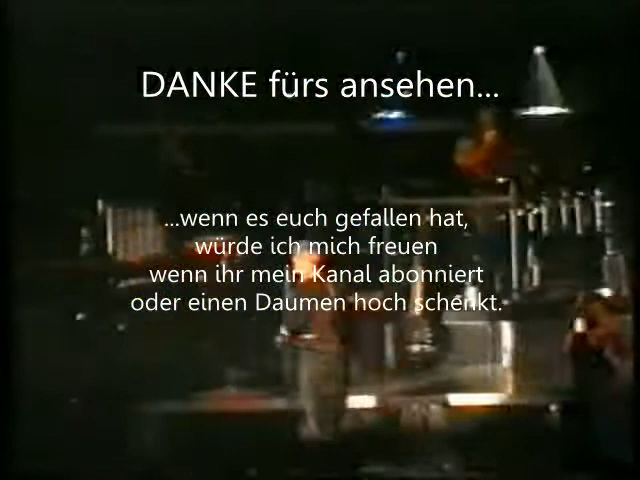 DANKE fürs ansehen...
...wenn es euch gefallen hat,
würde ich mich freuen
wenn ihr mein Kanal abonniert
oder einen Daumen hoch schenkt.